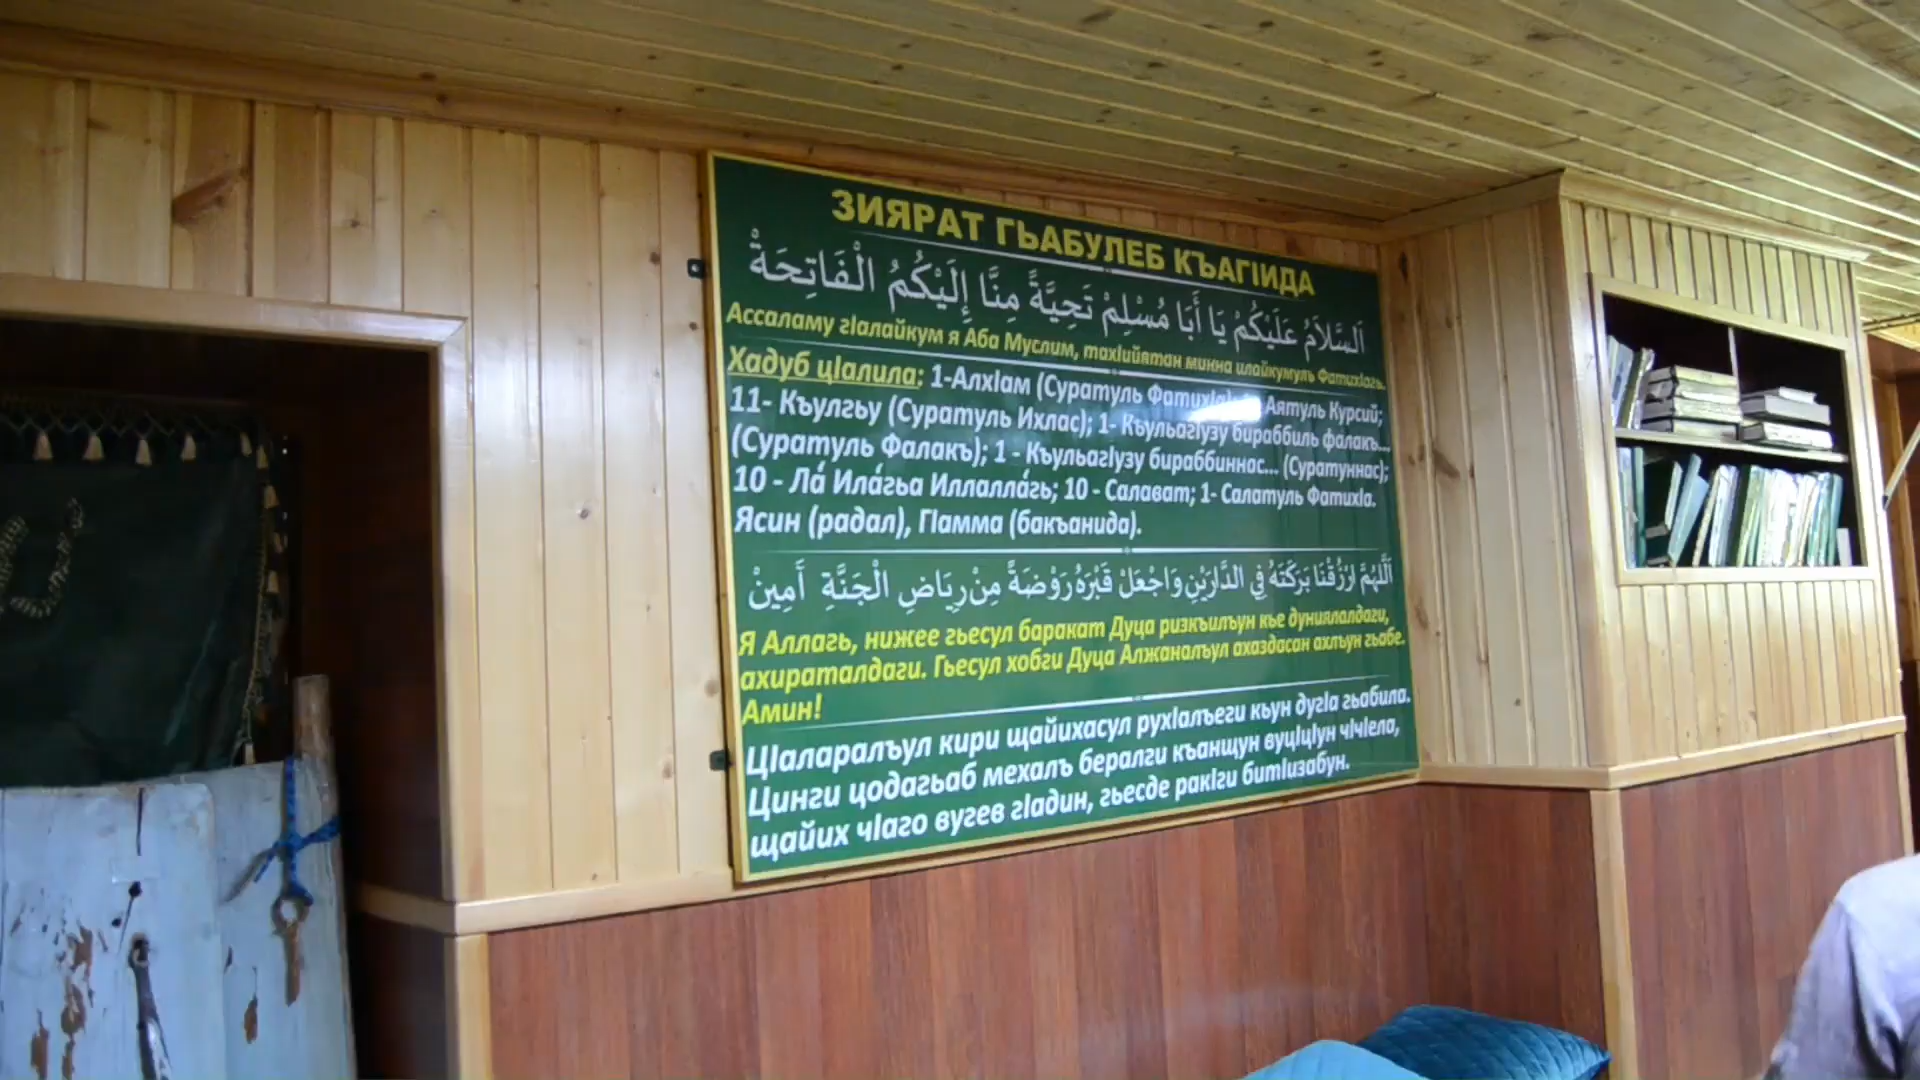 ЗИЯРАТ ГЬАБУЛЕБ КЪАГІИДА
اَلسَّلاَمُ عَلَيْكُمْ يَا أَبَا مُسْلِمْ تَحِيَّةً مِنَّا إِلَيْكُمُ الْفَاتِحَةْ
Ассаламу гІалайкум я Аба Муслим, тахІийятан минна илайкумулъ ФатихІагь.
Хадуб цІалила: 1-АлхІам (Суратуль ФатихІа); Аятуль Курсий;
11- Къулгьу (Суратуль Ихлас); 1- КъульагІузу бираббиль фалакъ...
(Суратуль Фалакъ); 1 - КъульагІузу бираббиннас... (Суратуннас);
10 - Ла́ Ила́гьа Иллалла́гь; 10 - Салават; 1- Салатуль ФатихІа.
Ясин (радал), ГІамма (бакъанида).
اَللَّهُمَّ ارْزُقْنَا بَرَكَتَهُ فِي الدَّارَيْنِ وَاجْعَلْ قَبْرَهُ رَوْضَةً مِنْ رِيَاضِ الْجَنَّةِ أَمِينْ
Я Аллагь, нижее гьесул баракат Дуца ризкъилъун кье дуниялалдаги,
ахираталдаги. Гьесул хобги Дуца Алжаналъул ахаздасан ахлъун гьабе.
Амин!
ЦІаларалъул кири щайихасул рухІалъеги кьун дугІа гьабила.
Цинги цодагьаб мехалъ бералги къанщун вуцІцІун чІчІела,
щайих чІаго вугев гІадин, гьесде ракІги битІизабун.